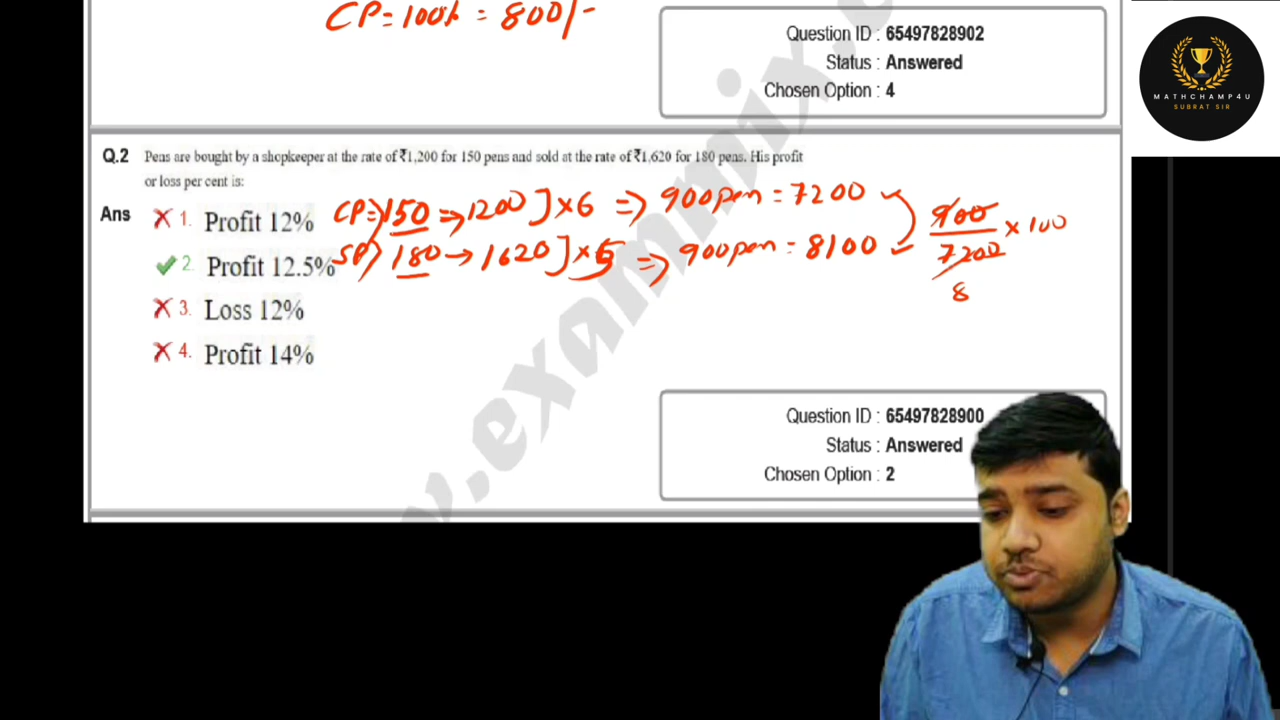 CP = 100% = 800/-
Question ID : 65497828902
Status : Answered
Chosen Option : 4
MATHCHAMP4U
SUBRAT SIR
Q.2 Pens are bought by a shopkeeper at the rate of ₹1,200 for 150 pens and sold at the rate of ₹1,620 for 180 pens. His profit
or loss per cent is:
Ans
1. Profit 12%
2. Profit 12.5%
3. Loss 12%
4. Profit 14%
CP ⇒ 150 ⇒ 1200 ] × 6 ⇒ 900 pen = 7200
SP ⇒ 180 → 1620 ] × 5 ⇒ 900 pen = 8100
900
7200 × 100
8
Question ID : 65497828900
Status : Answered
Chosen Option : 2